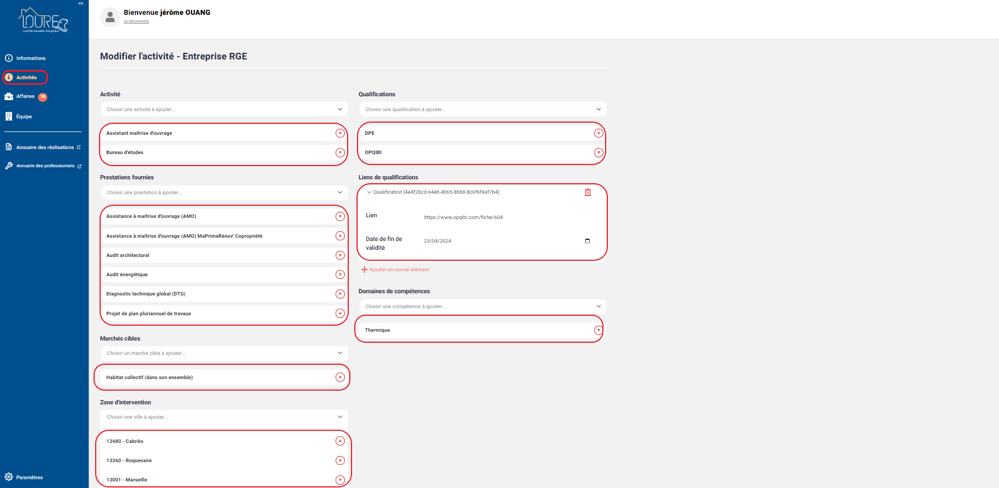 <<
LOUREC
L'outil de rénovation énergétique
Informations
Activités
Affaires 10
Équipe
Annuaire des réalisations
Annuaire des professionnels
Paramètres
Bienvenue jérôme OUANG
Se déconnecter
Modifier l'activité - Entreprise RGE
Activité
Choisir une activité à ajouter...
Assistant maîtrise d'ouvrage
Bureau d'études
Prestations fournies
Choisir une prestation à ajouter...
Assistance à maîtrise d'ouvrage (AMO)
Assistance à maîtrise d'ouvrage (AMO) MaPrimeRénov' Copropriété
Audit architectural
Audit énergétique
Diagnostic technique global (DTG)
Projet de plan pluriannuel de travaux
Marchés cibles
Choisir un marché cible à ajouter...
Habitat collectif (dans son ensemble)
Zone d'intervention
Choisir une ville à ajouter...
13480 - Cabriès
13360 - Roquevaire
13001 - Marseille
Qualifications
Choisir une qualification à ajouter...
DPE
OPQIBI
Liens de qualifications
Qualification [4e4f28cd-64eb-4b65-8bb8-8c6f6f4af7b4]
Lien
https://www.opqibi.com/fiche/604
Date de fin de
validité
23/04/2024
Ajouter un nouvel élément
Domaines de compétences
Choisir une compétence à ajouter...
Thermique